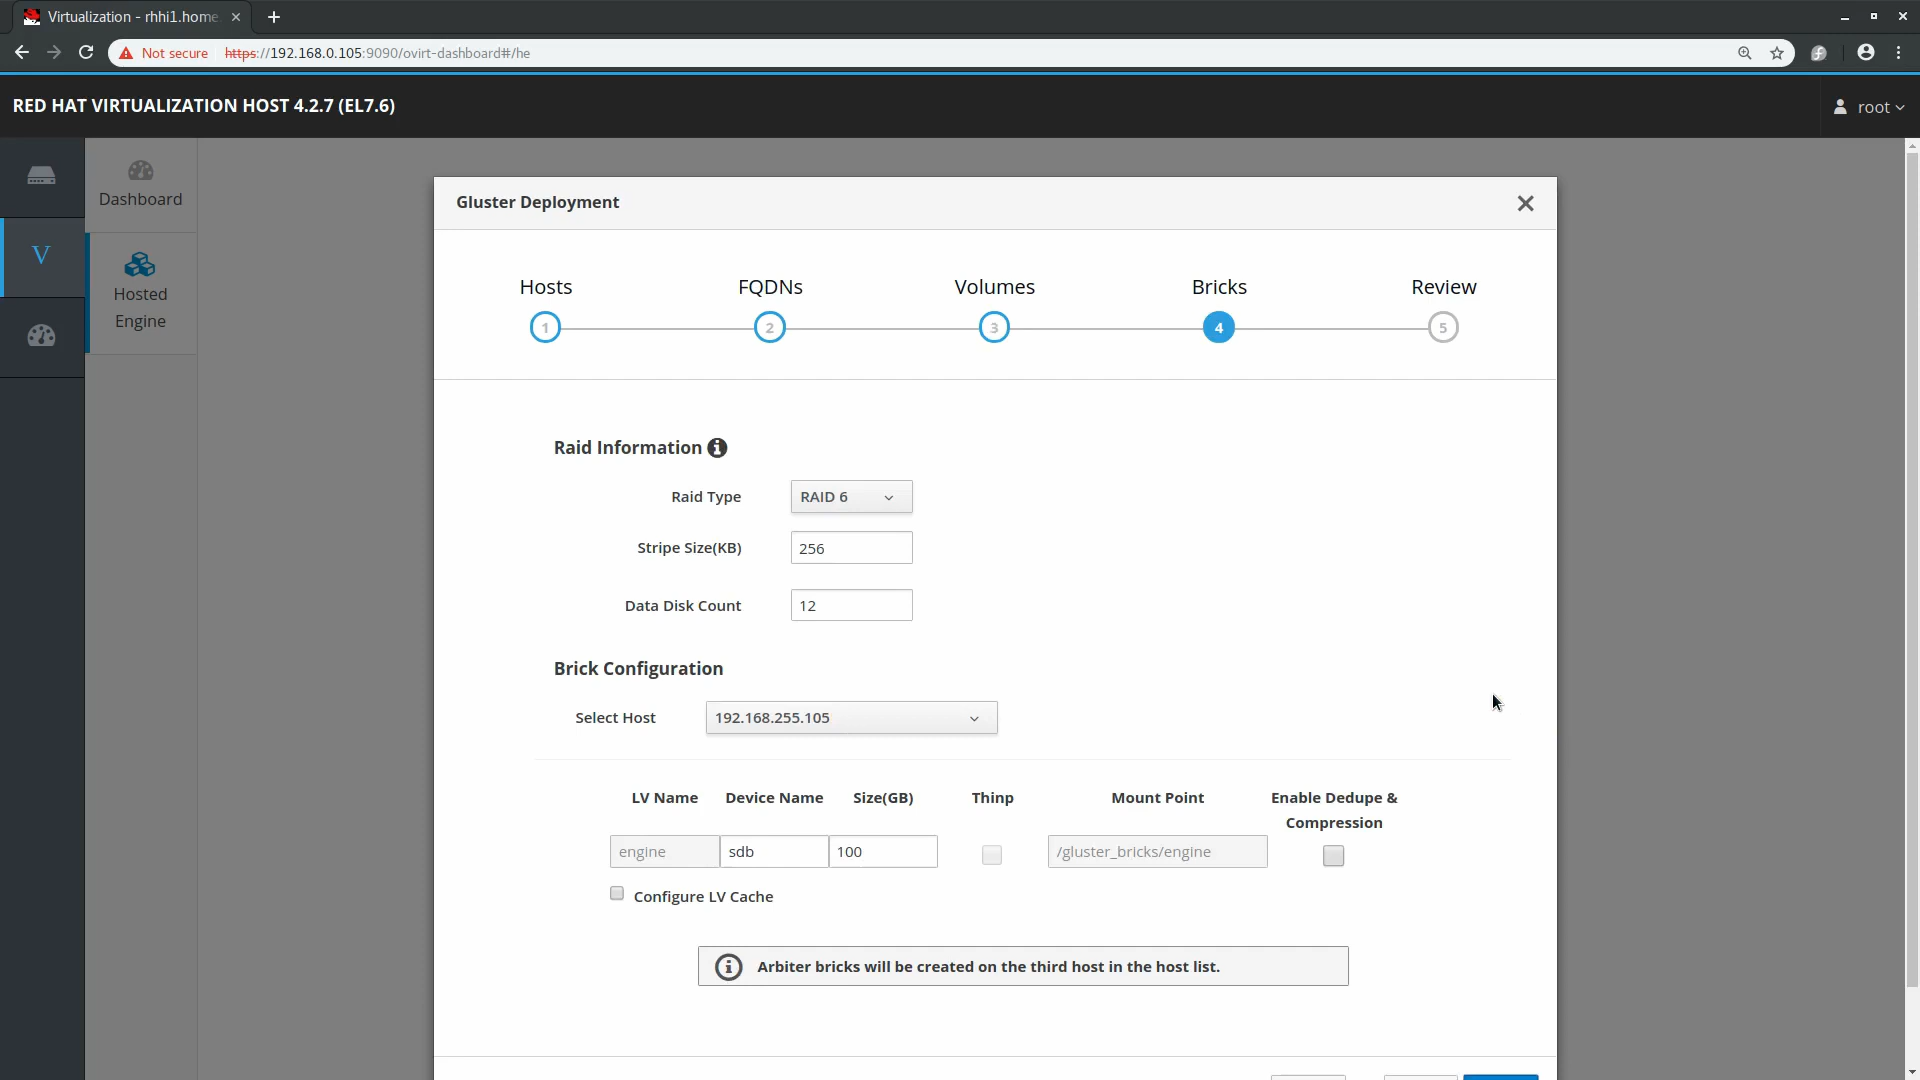 Virtualization - rhhi1.home
Not secure https://192.168.0.105:9090/ovirt-dashboard#/he
RED HAT VIRTUALIZATION HOST 4.2.7 (EL7.6)
root
V
Dashboard
Hosted
Engine
Gluster Deployment
Hosts FQDNs Volumes Bricks Review
1 2 3 4 5
Raid Information
Raid Type RAID 6
Stripe Size(KB) 256
Data Disk Count 12
Brick Configuration
Select Host 192.168.255.105
LV Name Device Name Size(GB) Thinp Mount Point Enable Dedupe &
Compression
engine sdb 100 /gluster_bricks/engine
Configure LV Cache
Arbiter bricks will be created on the third host in the host list.